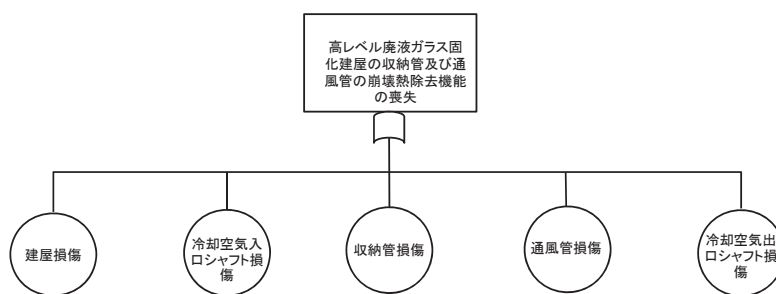 高レベル廃液ガラス固
化建屋の収納管及び通
風管の崩壊熱除去機能
の喪失
建屋損傷
冷却空気入
口シャフト損
傷
収納管損傷
通風管損傷
冷却空気出
口シャフト損
傷